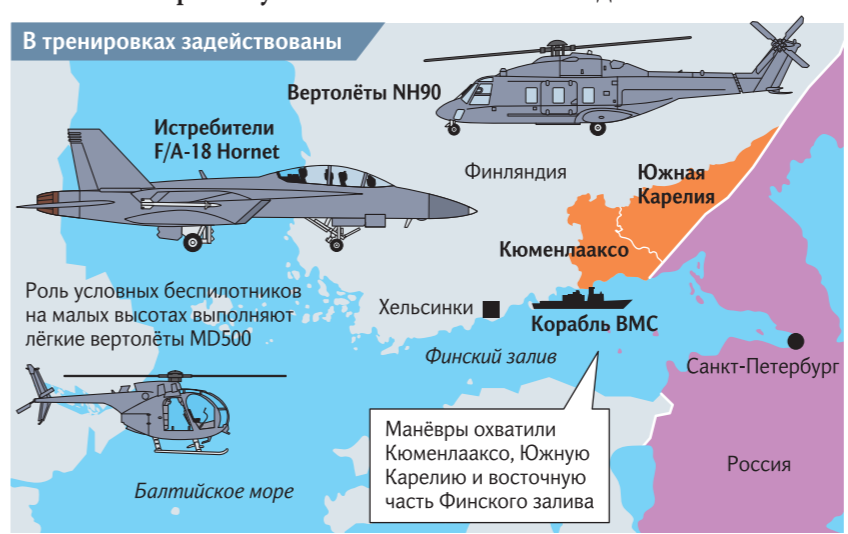 В тренировках задействованы
Вертолёты NH90
Истребители
F/A-18 Hornet
Финляндия
Южная
Карелия
Кюменлааксо
Роль условных беспилотников
на малых высотах выполняют
лёгкие вертолёты MD500
Хельсинки
Корабль ВМС
Финский залив
Санкт-Петербург
Манёвры охватили
Кюменлааксо, Южную
Карелию и восточную
часть Финского залива
Россия
Балтийское море